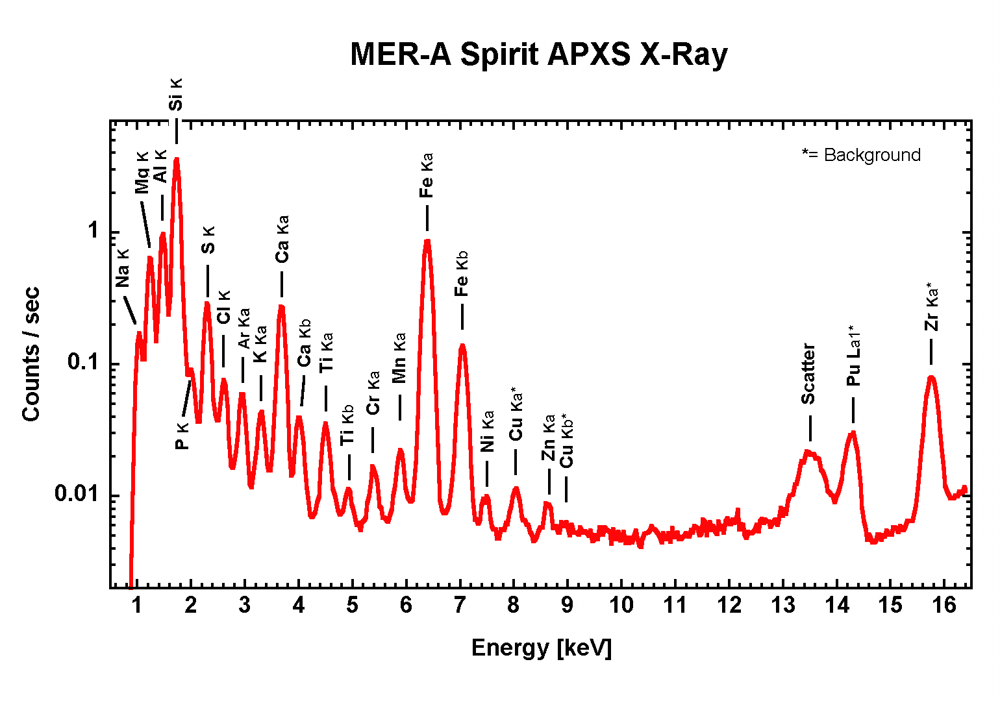 MER-A Spirit APXS X-Ray
*= Background
Counts / sec
1
0.1
0.01
Na K
Mg K
Al K
Si K
P K
S K
Cl K
Ar Ka
K Ka
Ca Ka
Ca Kb
Ti Ka
Ti Kb
Cr Ka
Mn Ka
Fe Ka
Fe Kb
Ni Ka
Cu Ka*
Zn Ka
Cu Kb*
Scatter
Pu La1*
Zr Ka*
1 2 3 4 5 6 7 8 9 10 11 12 13 14 15 16
Energy [keV]